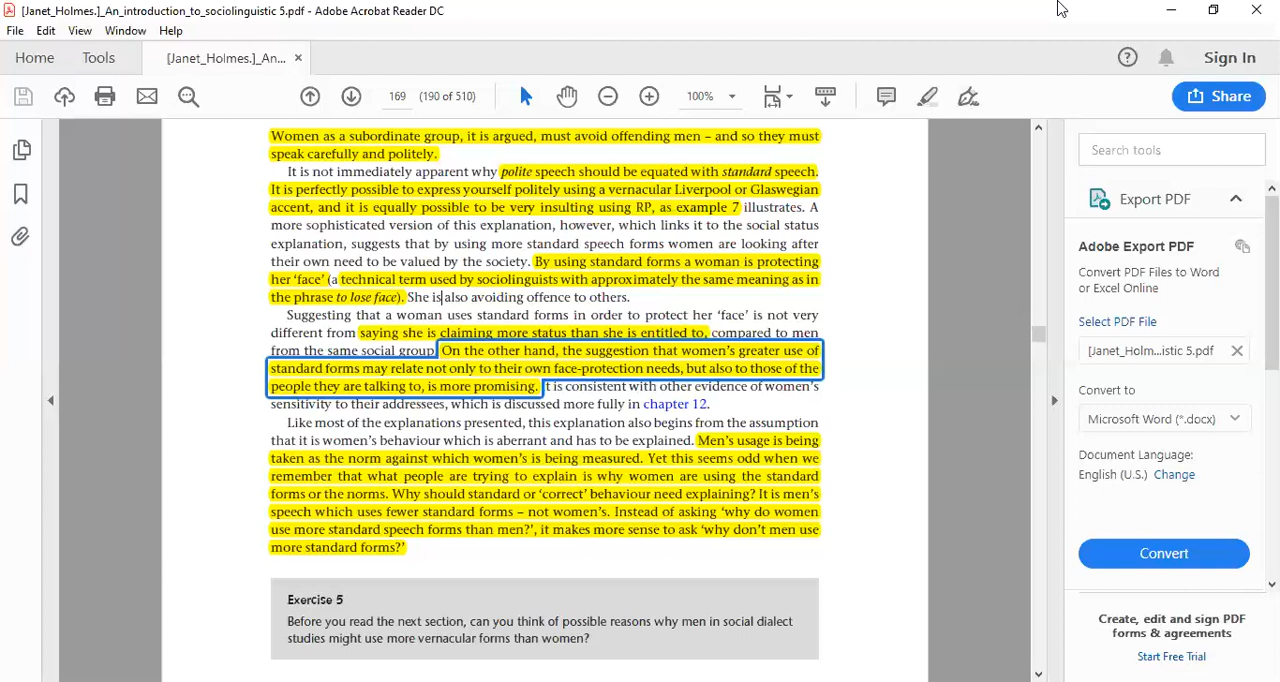 [Janet_Holmes.]_An_introduction_to_sociolinguistic 5.pdf - Adobe Acrobat Reader DC
File Edit View Window Help
Home Tools [Janet_Holmes.]_An... × Sign In
169 (190 of 510) 100% Share
Women as a subordinate group, it is argued, must avoid offending men – and so they must
speak carefully and politely.
It is not immediately apparent why polite speech should be equated with standard speech.
It is perfectly possible to express yourself politely using a vernacular Liverpool or Glaswegian
accent, and it is equally possible to be very insulting using RP, as example 7 illustrates. A
more sophisticated version of this explanation, however, which links it to the social status
explanation, suggests that by using more standard speech forms women are looking after
their own need to be valued by the society. By using standard forms a woman is protecting
her ‘face’ (a technical term used by sociolinguists with approximately the same meaning as in
the phrase to lose face). She is also avoiding offence to others.
Suggesting that a woman uses standard forms in order to protect her ‘face’ is not very
different from saying she is claiming more status than she is entitled to, compared to men
from the same social group. On the other hand, the suggestion that women’s greater use of
standard forms may relate not only to their own face-protection needs, but also to those of the
people they are talking to, is more promising. It is consistent with other evidence of women’s
sensitivity to their addressees, which is discussed more fully in chapter 12.
Like most of the explanations presented, this explanation also begins from the assumption
that it is women’s behaviour which is aberrant and has to be explained. Men’s usage is being
taken as the norm against which women’s is being measured. Yet this seems odd when we
remember that what people are trying to explain is why women are using the standard
forms or the norms. Why should standard or ‘correct’ behaviour need explaining? It is men’s
speech which uses fewer standard forms – not women’s. Instead of asking ‘why do women
use more standard speech forms than men?’, it makes more sense to ask ‘why don’t men use
more standard forms?’
Exercise 5
Before you read the next section, can you think of possible reasons why men in social dialect
studies might use more vernacular forms than women?
Search tools
Export PDF
Adobe Export PDF
Convert PDF Files to Word
or Excel Online
Select PDF File
[Janet_Holm...istic 5.pdf
Convert to
Microsoft Word (*.docx)
Document Language:
English (U.S.) Change
Convert
Create, edit and sign PDF
forms & agreements
Start Free Trial